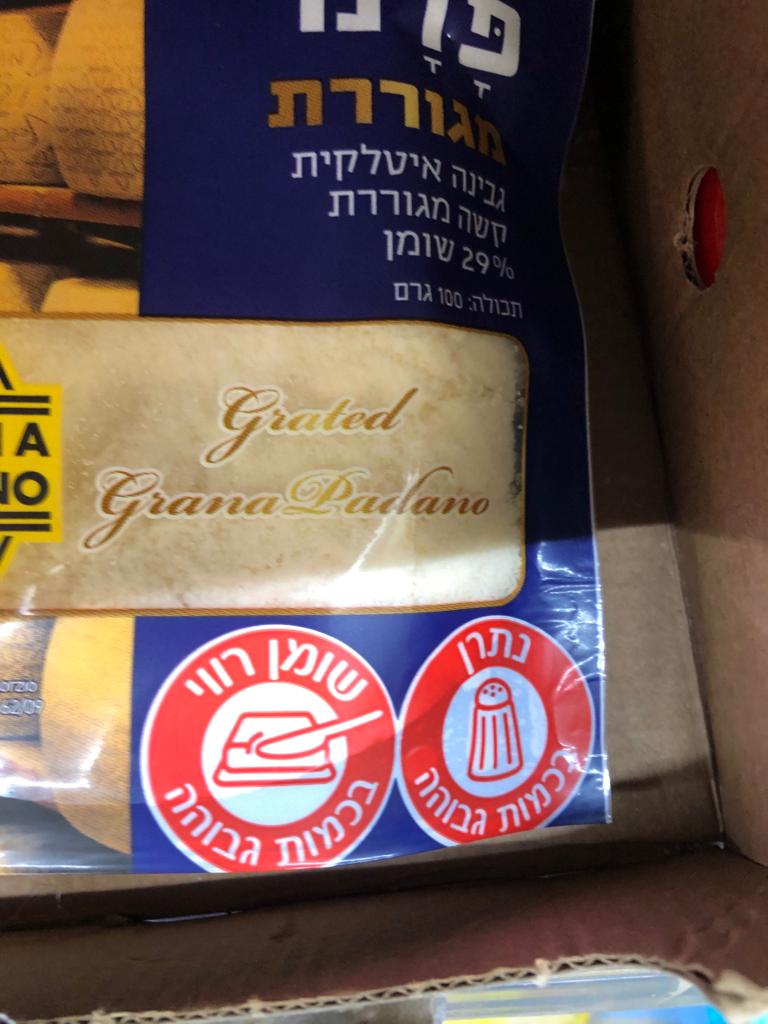 מגוררת
גבינה איטלקית
קשה מגוררת
29% שומן
תכולה: 100 גרם
Grated
Grana Padano
שומן רווי
בכמות גבוהה
נתרן
בכמות גבוהה